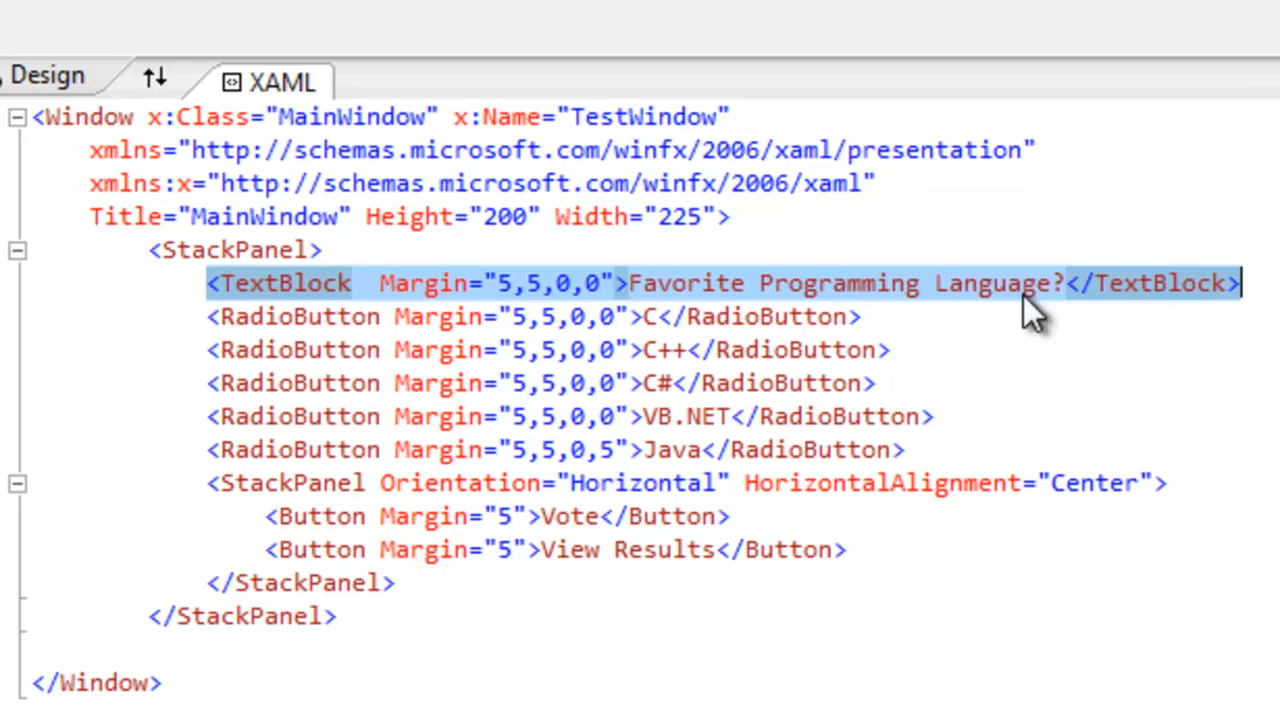 Design XAML
<Window x:Class="MainWindow" x:Name="TestWindow"
xmlns="http://schemas.microsoft.com/winfx/2006/xaml/presentation"
xmlns:x="http://schemas.microsoft.com/winfx/2006/xaml"
Title="MainWindow" Height="200" Width="225">
<StackPanel>
<TextBlock  Margin="5,5,0,0">Favorite Programming Language?</TextBlock>
<RadioButton Margin="5,5,0,0">C</RadioButton>
<RadioButton Margin="5,5,0,0">C++</RadioButton>
<RadioButton Margin="5,5,0,0">C#</RadioButton>
<RadioButton Margin="5,5,0,0">VB.NET</RadioButton>
<RadioButton Margin="5,5,0,5">Java</RadioButton>
<StackPanel Orientation="Horizontal" HorizontalAlignment="Center">
<Button Margin="5">Vote</Button>
<Button Margin="5">View Results</Button>
</StackPanel>
</StackPanel>
</Window>